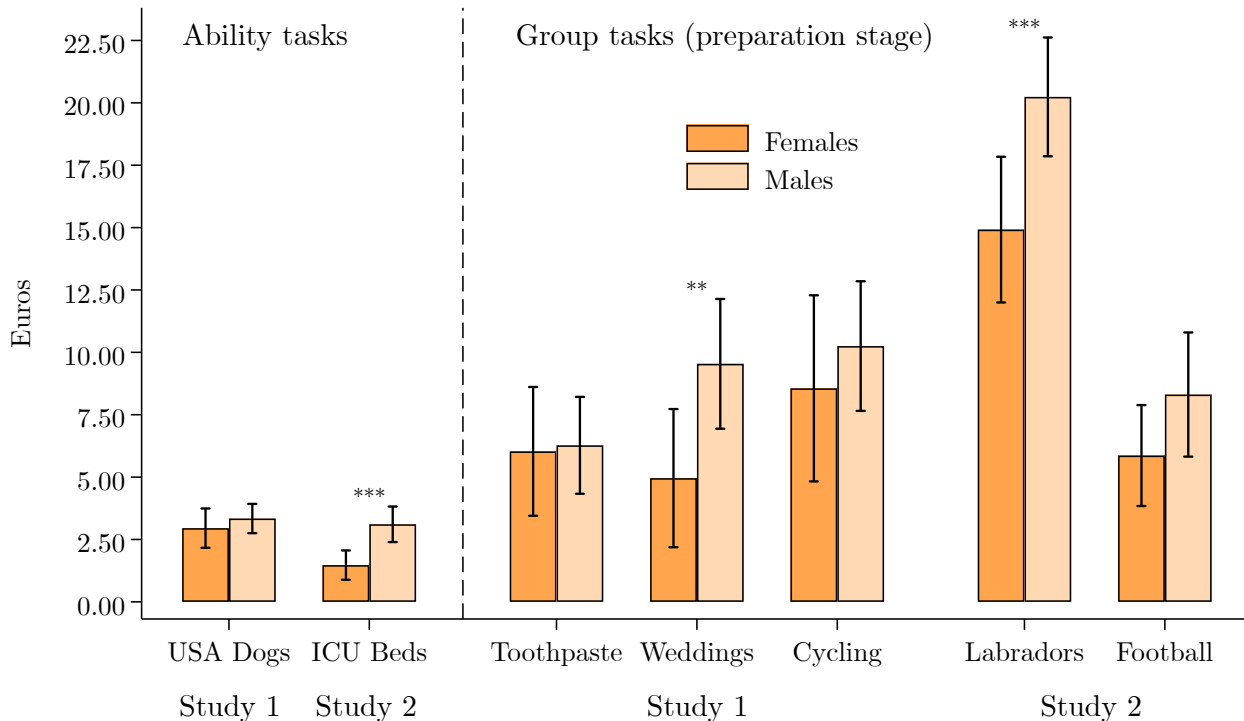 Ability tasks
Group tasks (preparation stage)
***
22.50
20.00
17.50
15.00
12.50
10.00
7.50
5.00
2.50
0.00
Euros
Females
Males
**
***
USA Dogs ICU Beds Toothpaste Weddings Cycling Labradors Football
Study 1 Study 2 Study 1 Study 2